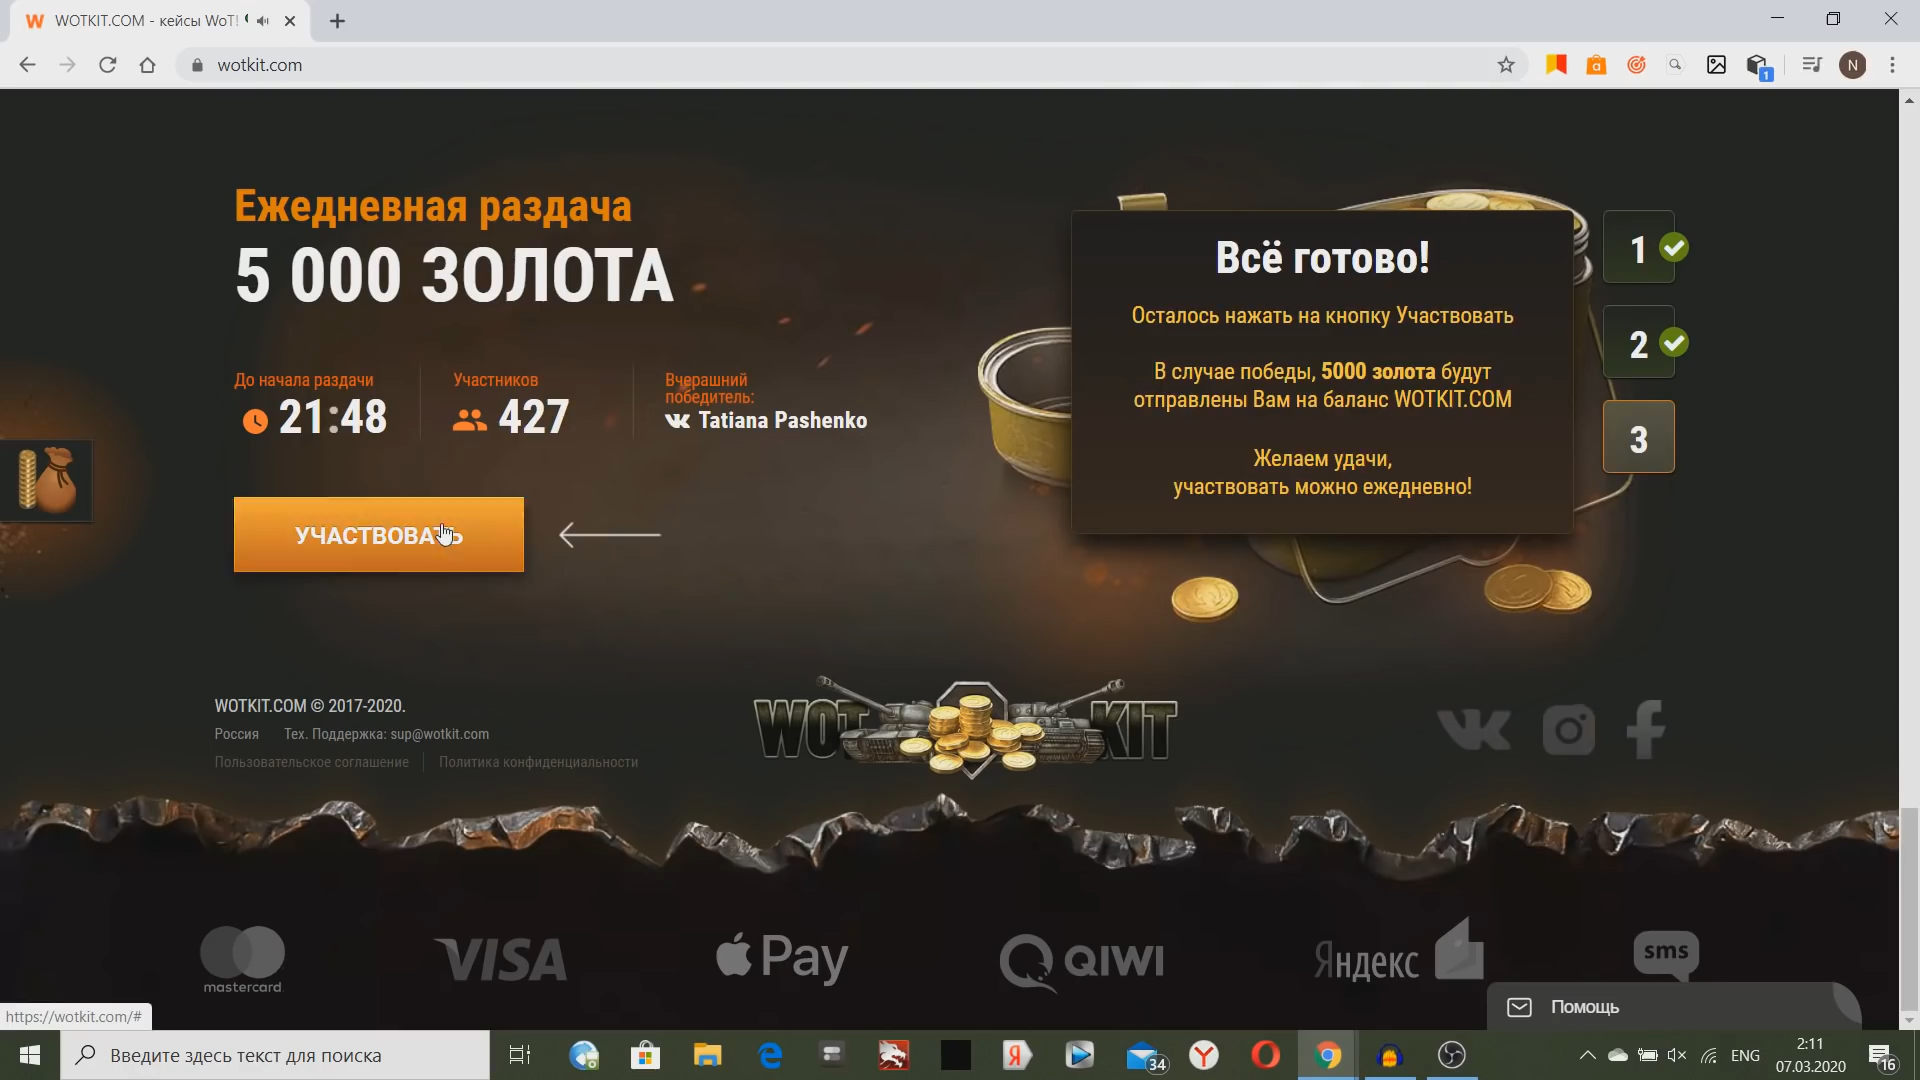 WOTKIT.COM - кейсы WoT!
wotkit.com
N
1
Ежедневная раздача
5 000 ЗОЛОТА
До начала раздачи
21:48
Участников
427
Вчерашний
победитель:
Tatiana Pashenko
УЧАСТВОВАТЬ
Всё готово!
Осталось нажать на кнопку Участвовать
В случае победы, 5000 золота будут
отправлены Вам на баланс WOTKIT.COM
Желаем удачи,
участвовать можно ежедневно!
1
2
3
WOTKIT.COM © 2017-2020.
Россия Тех. Поддержка: sup@wotkit.com
Пользовательское соглашение Политика конфиденциальности
WOT KIT
mastercard
VISA
Pay
QIWI
Яндекс
sms
Помощь
https://wotkit.com/#
Введите здесь текст для поиска
34
ENG
2:11
07.03.2020
16